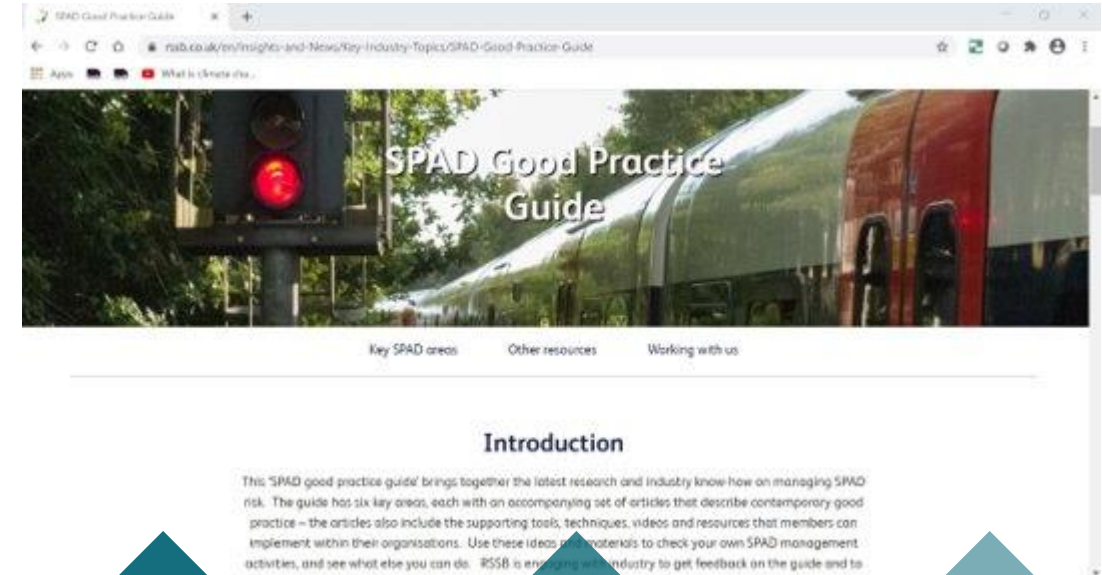 SPAD Good Practice Guide
rssb.co.uk/en/Insights-and-News/Key-Industry-Topics/SPAD-Good-Practice-Guide
Apps
What is climate cha...
SPAD Good Practice
Guide
Key SPAD areas Other resources Working with us
Introduction
This 'SPAD good practice guide' brings together the latest research and industry know-how on managing SPAD
risk. The guide has six key areas, each with an accompanying set of articles that describe contemporary good
practice – the articles also include the supporting tools, techniques, videos and resources that members can
implement within their organisations. Use these ideas and materials to check your own SPAD management
activities, and see what else you can do. RSSB is engaging with industry to get feedback on the guide and to